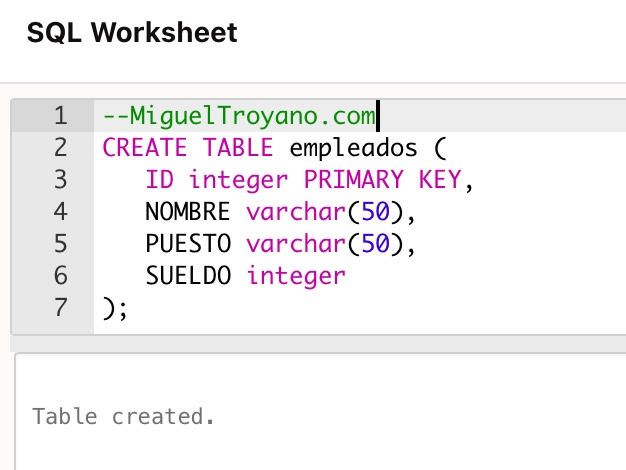 SQL Worksheet
1 --MiguelTroyano.com
2 CREATE TABLE empleados (
3 ID integer PRIMARY KEY,
4 NOMBRE varchar(50),
5 PUESTO varchar(50),
6 SUELDO integer
7 );
Table created.